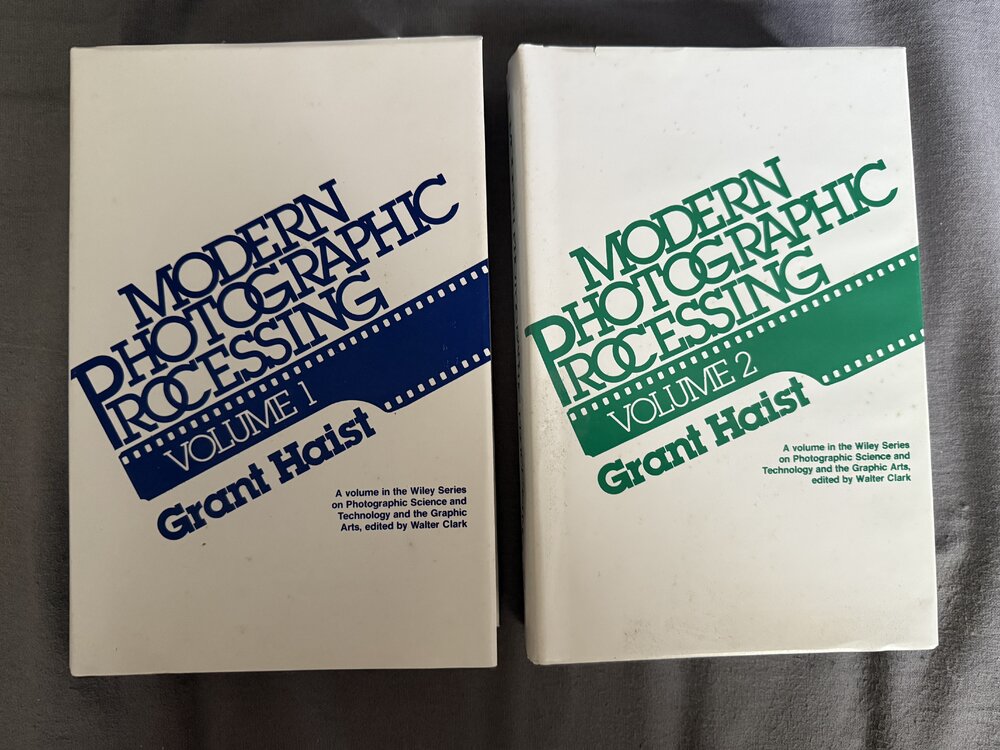 MODERN
PHOTOGRAPHIC
PROCESSING
VOLUME 1
Grant Haist
A volume in the Wiley Series
on Photographic Science and
Technology and the Graphic
Arts, edited by Walter Clark
MODERN
PHOTOGRAPHIC
PROCESSING
VOLUME 2
Grant Haist
A volume in the Wiley Series
on Photographic Science and
Technology and the Graphic Arts,
edited by Walter Clark